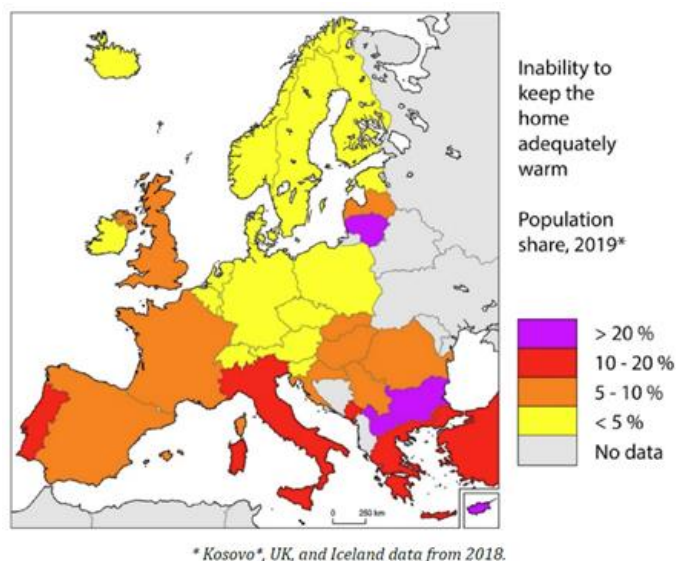 Inability to
keep the
home
adequately
warm
Population
share, 2019*
> 20 %
10 - 20 %
5 - 10 %
< 5 %
No data
0 250 km
* Kosovo*, UK, and Iceland data from 2018.